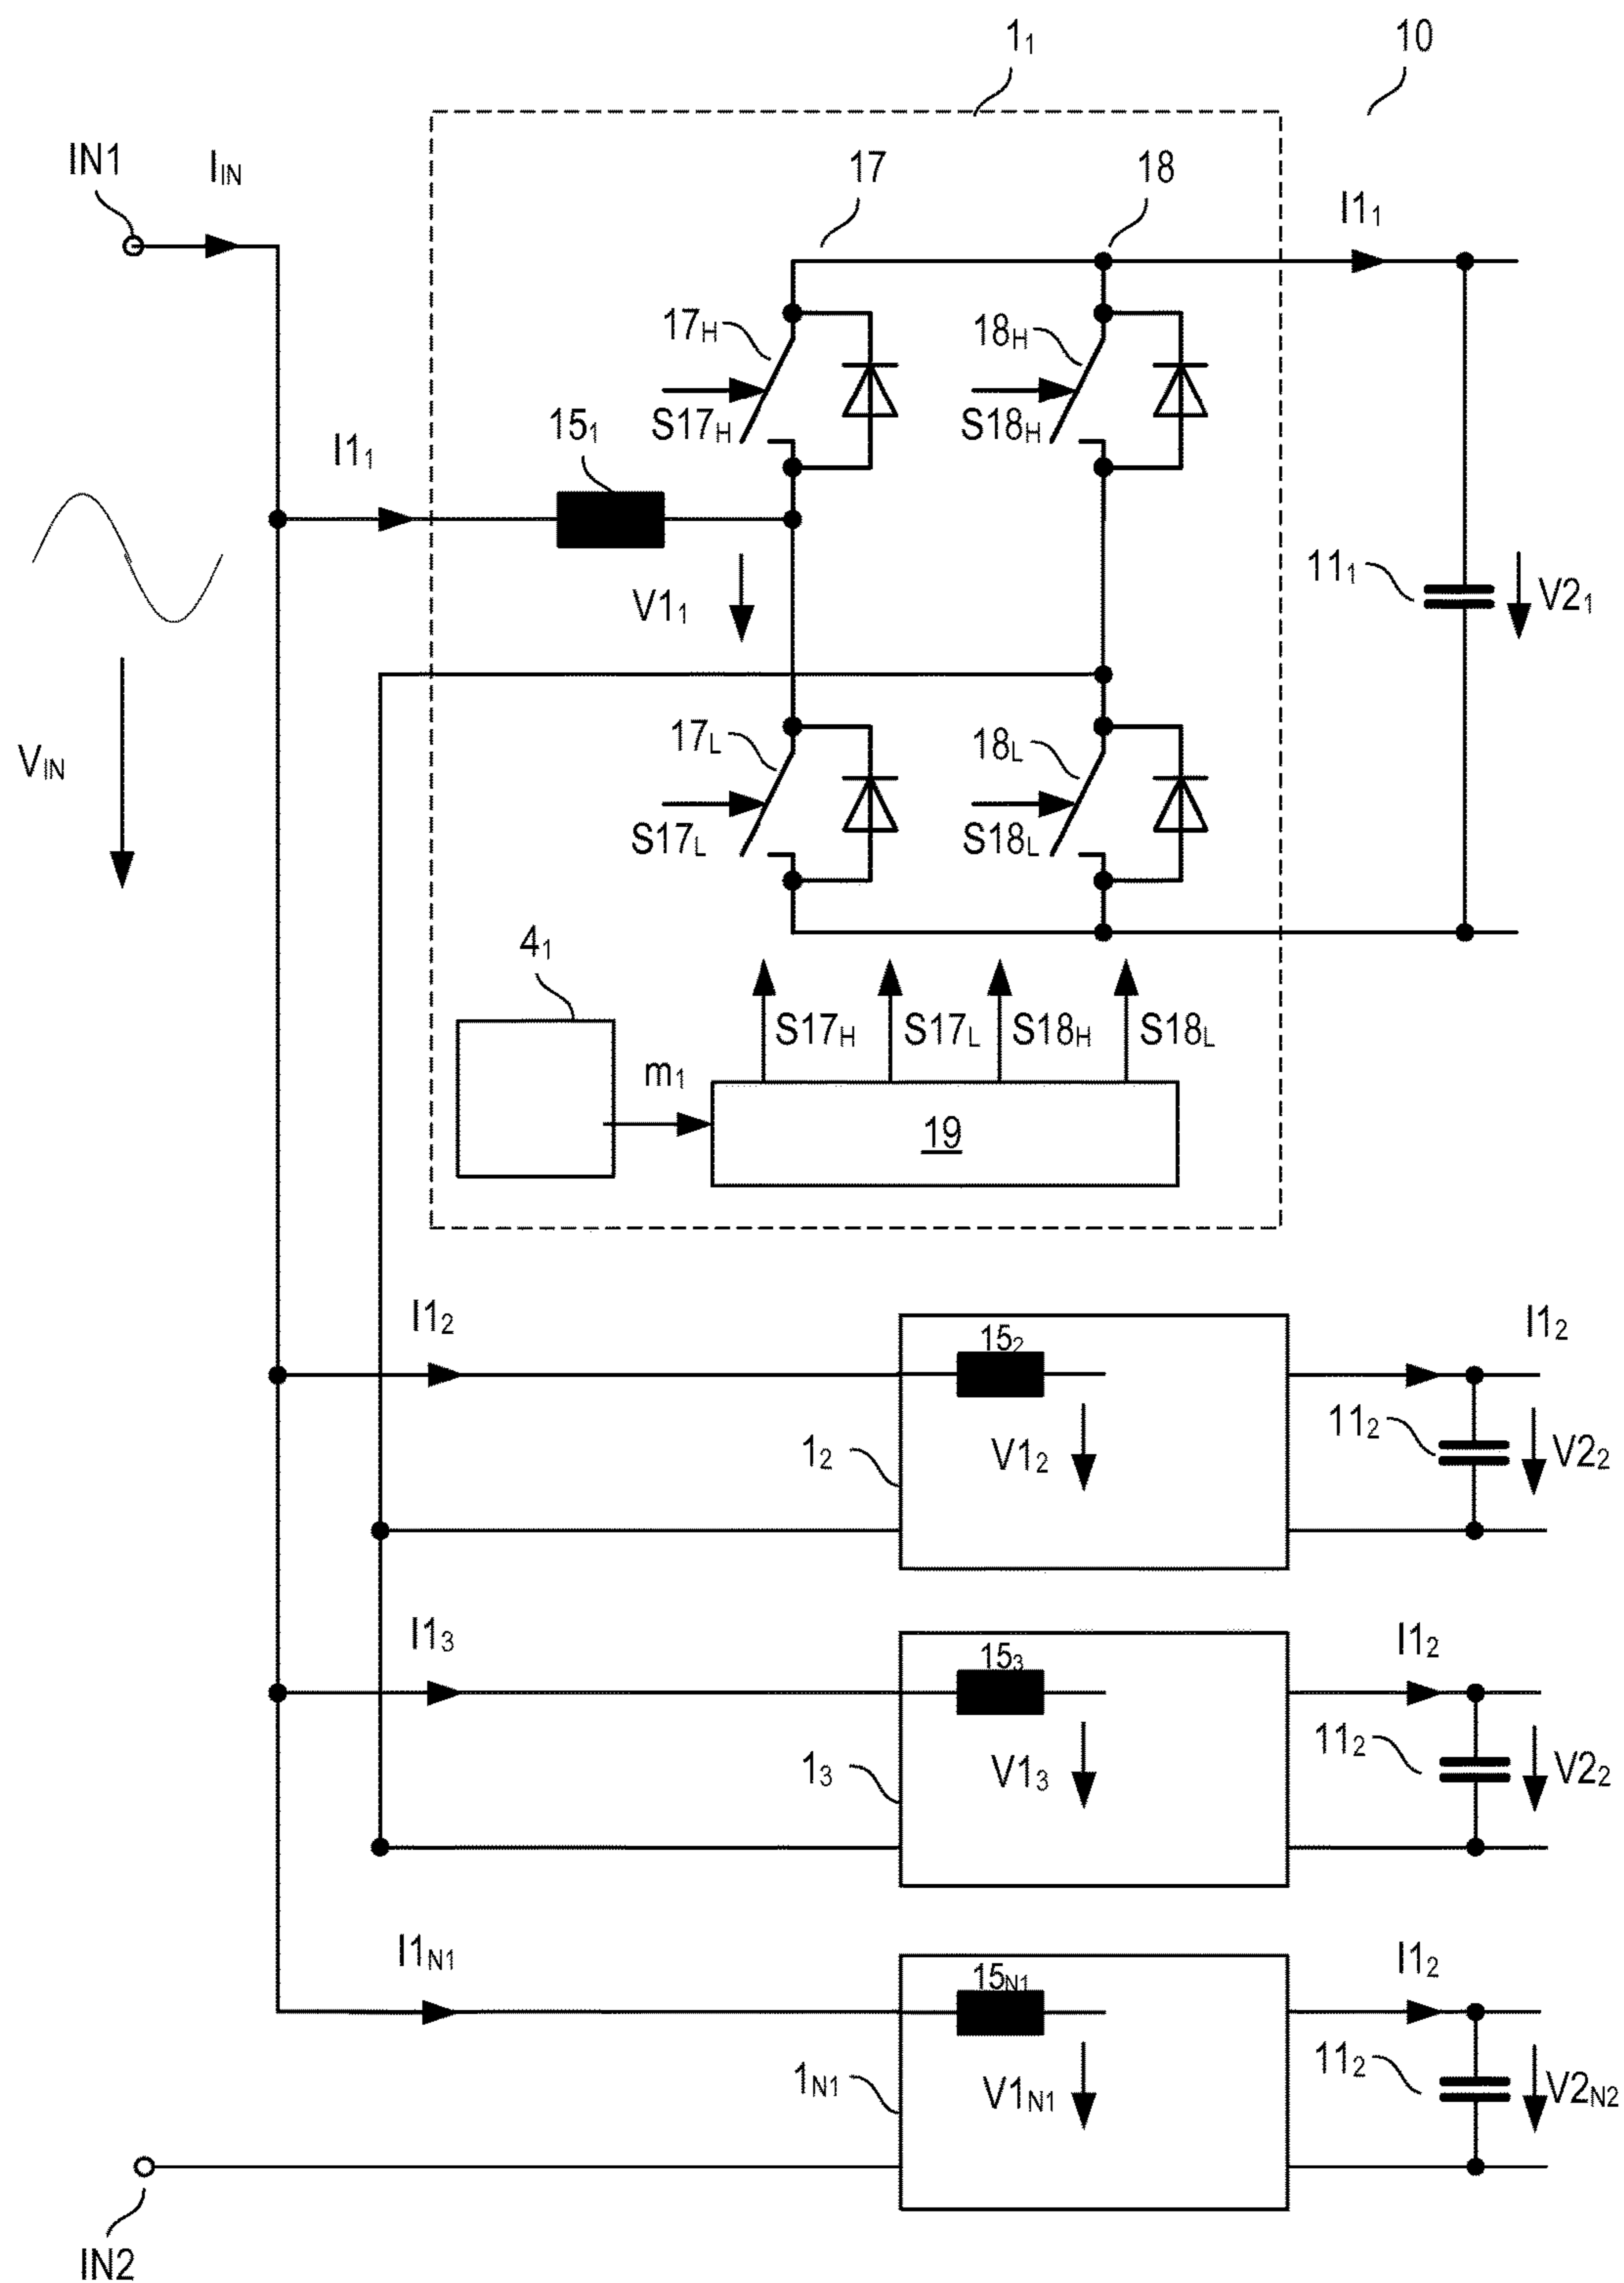 1₁
10
IN1
I_IN
17
18
I1₁
17_H
18_H
S17_H
S18_H
15₁
I1₁
V1₁
11₁
V2₁
17_L
18_L
V_IN
S17_L
S18_L
4₁
S17_H
S17_L
S18_H
S18_L
m₁
19
I1₂
15₂
I1₂
1₂
V1₂
11₂
V2₂
I1₃
15₃
I1₂
1₃
V1₃
11₂
V2₂
I1_N1
15_N1
I1₂
1_N1
V1_N1
11₂
V2_N2
IN2